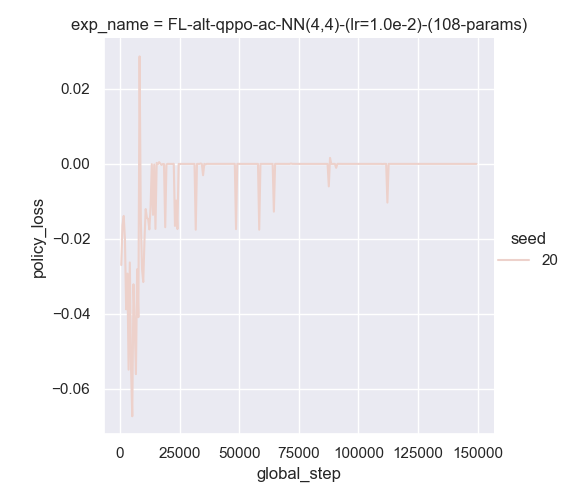 exp_name = FL-alt-qppo-ac-NN(4,4)-(lr=1.0e-2)-(108-params)
0.02
0.00
−0.02
−0.04
−0.06
policy_loss
seed
20
0 25000 50000 75000 100000 125000 150000
global_step